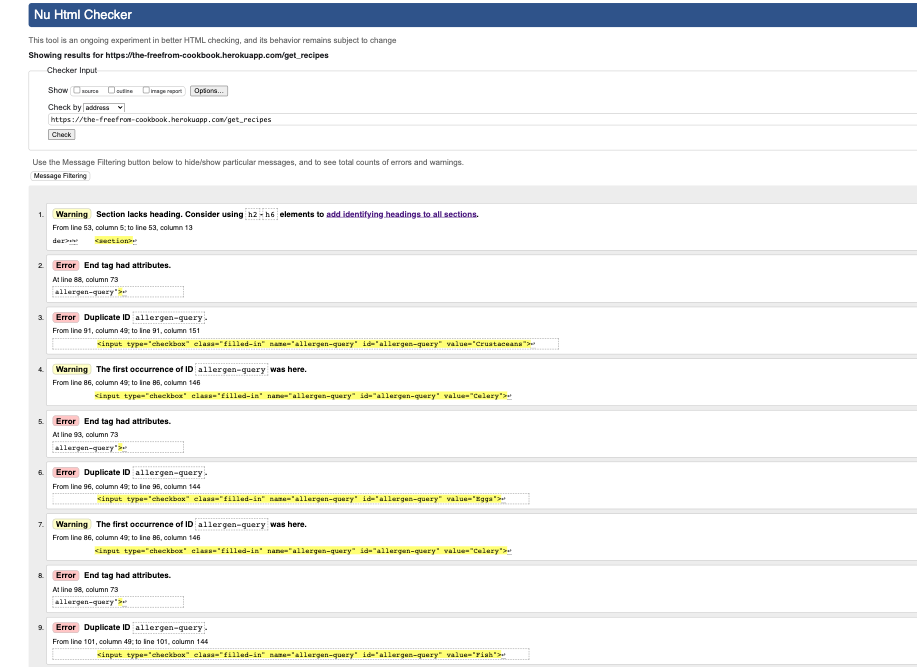 Nu Html Checker
This tool is an ongoing experiment in better HTML checking, and its behavior remains subject to change
Showing results for https://the-freefrom-cookbook.herokuapp.com/get_recipes
Checker Input
Show source outline image report Options...
Check by address
https://the-freefrom-cookbook.herokuapp.com/get_recipes
Check
Use the Message Filtering button below to hide/show particular messages, and to see total counts of errors and warnings.
Message Filtering
1. Warning Section lacks heading. Consider using h2-h6 elements to add identifying headings to all sections.
From line 53, column 5; to line 53, column 13
der>↩↩ <section>↩
2. Error End tag had attributes.
At line 88, column 73
allergen-query">↩
3. Error Duplicate ID allergen-query.
From line 91, column 49; to line 91, column 151
<input type="checkbox" class="filled-in" name="allergen-query" id="allergen-query" value="Crustaceans">↩
4. Warning The first occurrence of ID allergen-query was here.
From line 86, column 49; to line 86, column 146
<input type="checkbox" class="filled-in" name="allergen-query" id="allergen-query" value="Celery">↩
5. Error End tag had attributes.
At line 93, column 73
allergen-query">↩
6. Error Duplicate ID allergen-query.
From line 96, column 49; to line 96, column 144
<input type="checkbox" class="filled-in" name="allergen-query" id="allergen-query" value="Eggs">↩
7. Warning The first occurrence of ID allergen-query was here.
From line 86, column 49; to line 86, column 146
<input type="checkbox" class="filled-in" name="allergen-query" id="allergen-query" value="Celery">↩
8. Error End tag had attributes.
At line 98, column 73
allergen-query">↩
9. Error Duplicate ID allergen-query.
From line 101, column 49; to line 101, column 144
<input type="checkbox" class="filled-in" name="allergen-query" id="allergen-query" value="Fish">↩